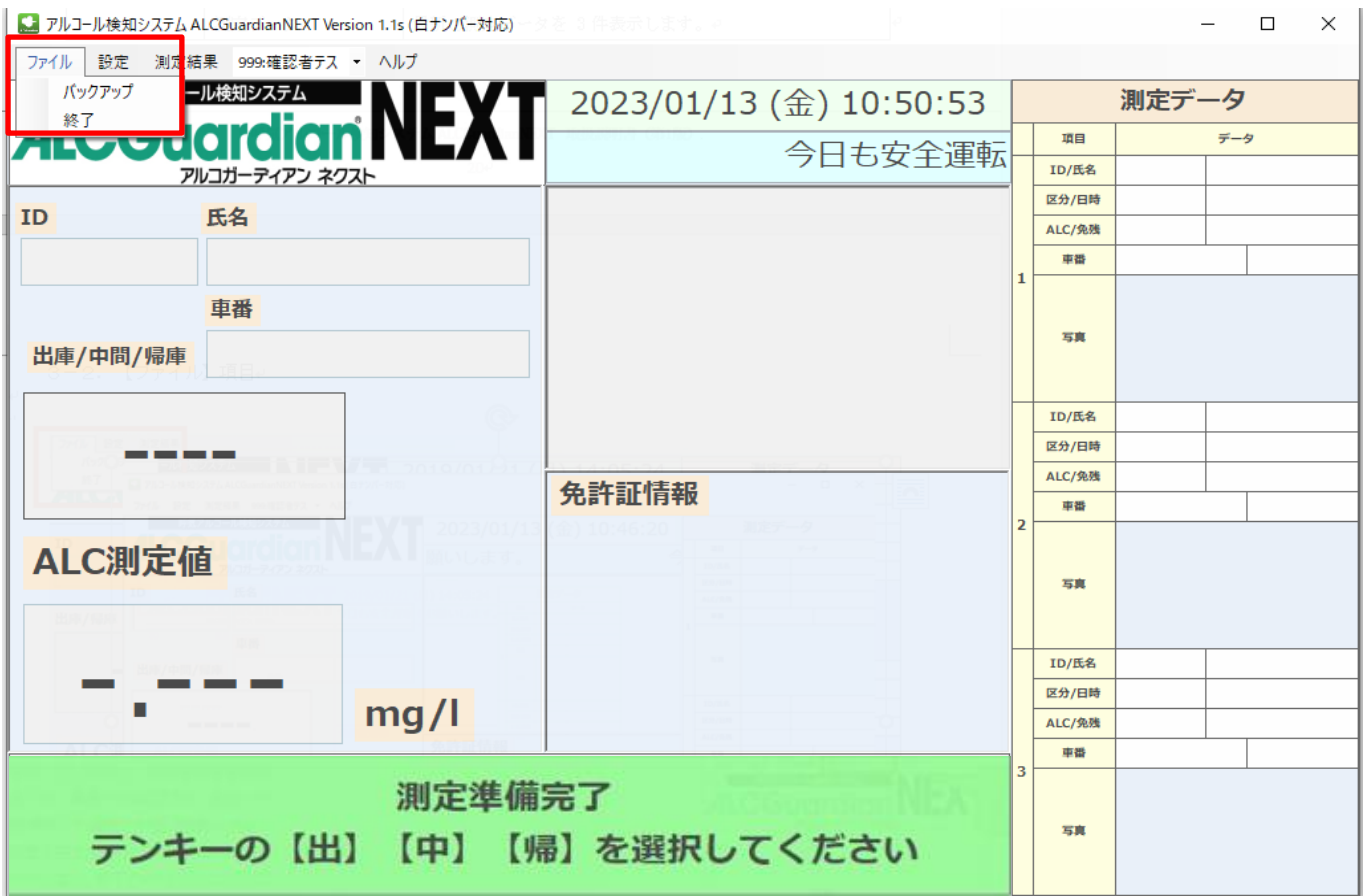 アルコール検知システム ALCGuardianNEXT Version 1.1s (白ナンバー対応)
ファイル 設定 測定結果 999:確認者テス ヘルプ
バックアップ
終了
ール検知システム
ALCGuardian NEXT
アルコガーディアン ネクスト
2023/01/13 (金) 10:50:53
今日も安全運転
ID 氏名
車番
出庫/中間/帰庫
----
ALC測定値
-.---
mg/l
免許証情報
測定準備完了
テンキーの【出】【中】【帰】を選択してください
測定データ
項目 データ
1
ID/氏名
区分/日時
ALC/免残
車番
写真
2
ID/氏名
区分/日時
ALC/免残
車番
写真
3
ID/氏名
区分/日時
ALC/免残
車番
写真